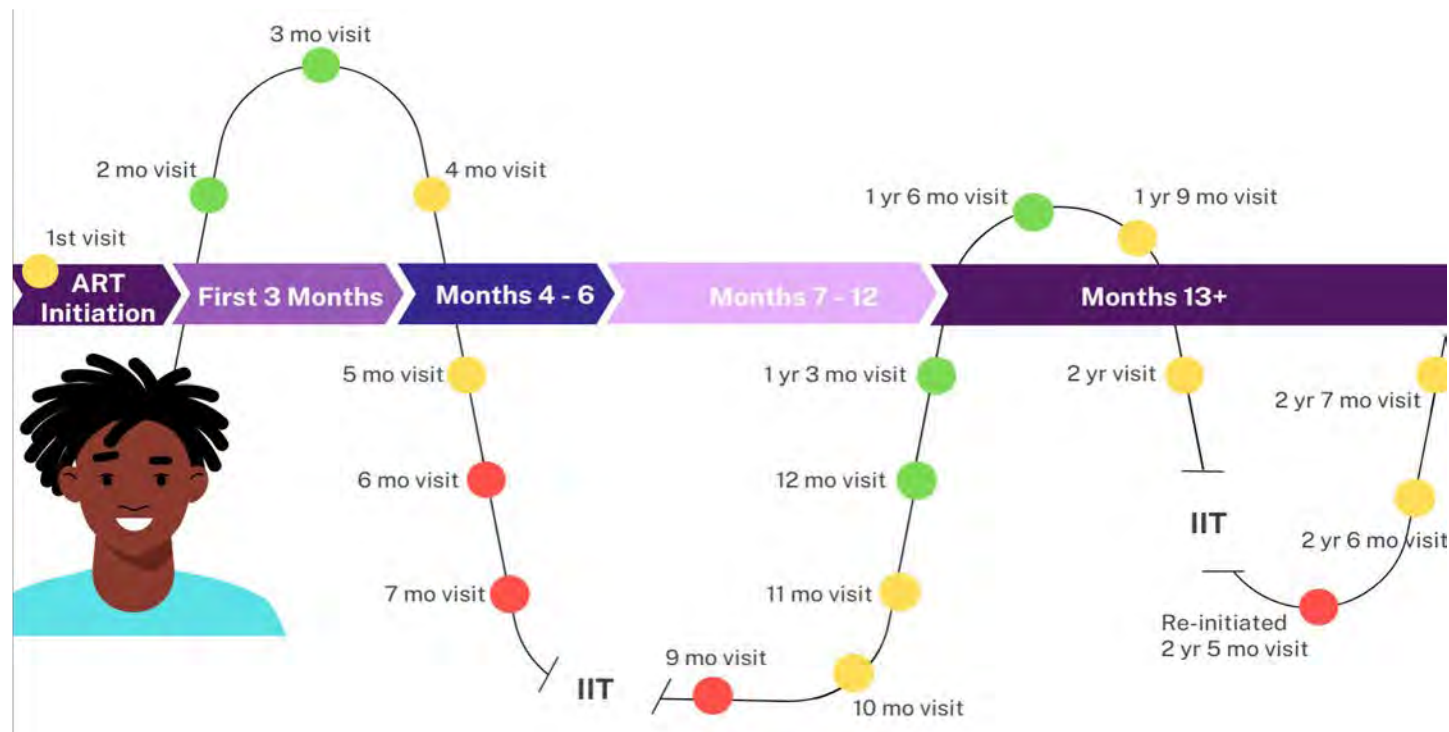 3 mo visit
2 mo visit
4 mo visit
1st visit
1 yr 6 mo visit
1 yr 9 mo visit
ART
Initiation
First 3 Months
Months 4 - 6
Months 7 - 12
Months 13+
5 mo visit
6 mo visit
7 mo visit
IIT
9 mo visit
10 mo visit
11 mo visit
12 mo visit
1 yr 3 mo visit
2 yr visit
IIT
Re-initiated
2 yr 5 mo visit
2 yr 6 mo visit
2 yr 7 mo visit